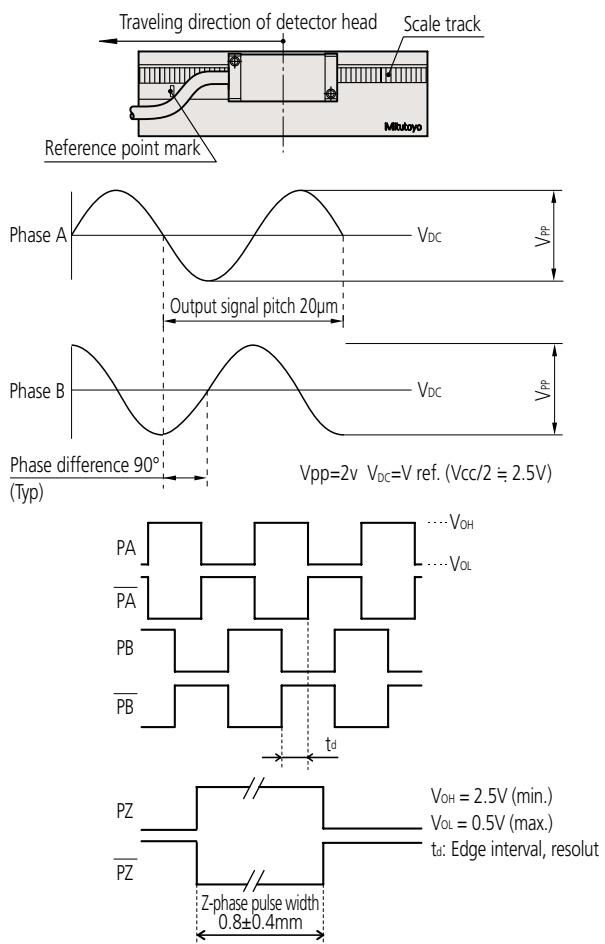 Traveling direction of detector head
Scale track
Mitutoyo
Reference point mark
Phase A
VDC
VPP
Output signal pitch 20µm
Phase B
VDC
VPP
Phase difference 90°
(Typ)
Vpp=2v VDC=V ref. (Vcc/2 ≒ 2.5V)
PA
VOH
VOL
PA
PB
PB
td
PZ
VOH = 2.5V (min.)
VOL = 0.5V (max.)
td: Edge interval, resolut
PZ
Z-phase pulse width
0.8±0.4mm